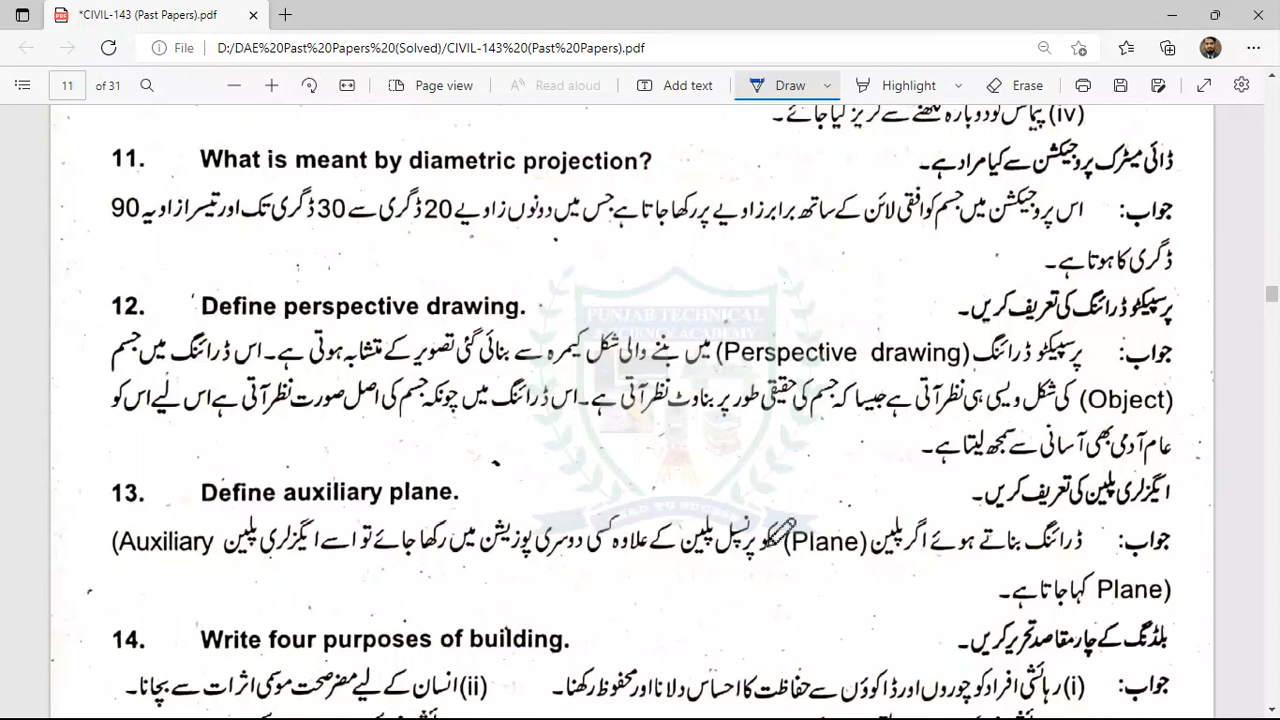 *CIVIL-143 (Past Papers).pdf
File D:/DAE%20Past%20Papers%20(Solved)/CIVIL-143%20(Past%20Papers).pdf
11 of 31 Page view Read aloud Add text Draw Highlight Erase
(iv) پیمائش کو دوبارہ لکھنے سے گریز کیا جائے۔
11. What is meant by diametric projection? ڈائی میٹرک پروجیکشن سے کیا مراد ہے۔
جواب: اس پروجیکشن میں جسم کو افقی لائن کے ساتھ برابر زاویے پر رکھا جاتا ہے جس میں دونوں زاویے 20 ڈگری سے 30 ڈگری تک اور تیسرا زاویہ 90
ڈگری کا ہوتا ہے۔
12. Define perspective drawing. پرسپیکٹو ڈرائنگ کی تعریف کریں۔
جواب: پرسپیکٹو ڈرائنگ (Perspective drawing) میں بننے والی شکل کیمرہ سے بنائی گئی تصویر کے متشابہ ہوتی ہے۔ اس ڈرائنگ میں جسم
(Object) کی شکل ویسی ہی نظر آتی ہے جیسا کہ جسم کی حقیقی طور پر بناوٹ نظر آتی ہے۔ اس ڈرائنگ میں چونکہ جسم کی اصل صورت نظر آتی ہے اس لیے اس کو
عام آدمی بھی آسانی سے سمجھ لیتا ہے۔
PUNJAB TECHNICAL
& SCIENCE ACADEMY
13. Define auxiliary plane. ایگزلری پلین کی تعریف کریں۔
جواب: ڈرائنگ بناتے ہوئے اگر پلین (Plane) کو پرنسپل پلین کے علاوہ کسی دوسری پوزیشن میں رکھا جائے تو اسے ایگزلری پلین (Auxiliary
Plane) کہا جاتا ہے۔
14. Write four purposes of building. بلڈنگ کے چار مقاصد تحریر کریں۔
جواب: (i) رہائشی افراد کو چوروں اور ڈاکوؤں سے حفاظت کا احساس دلانا اور محفوظ رکھنا۔ (ii) انسان کے لیے مضر صحت موسمی اثرات سے بچانا۔